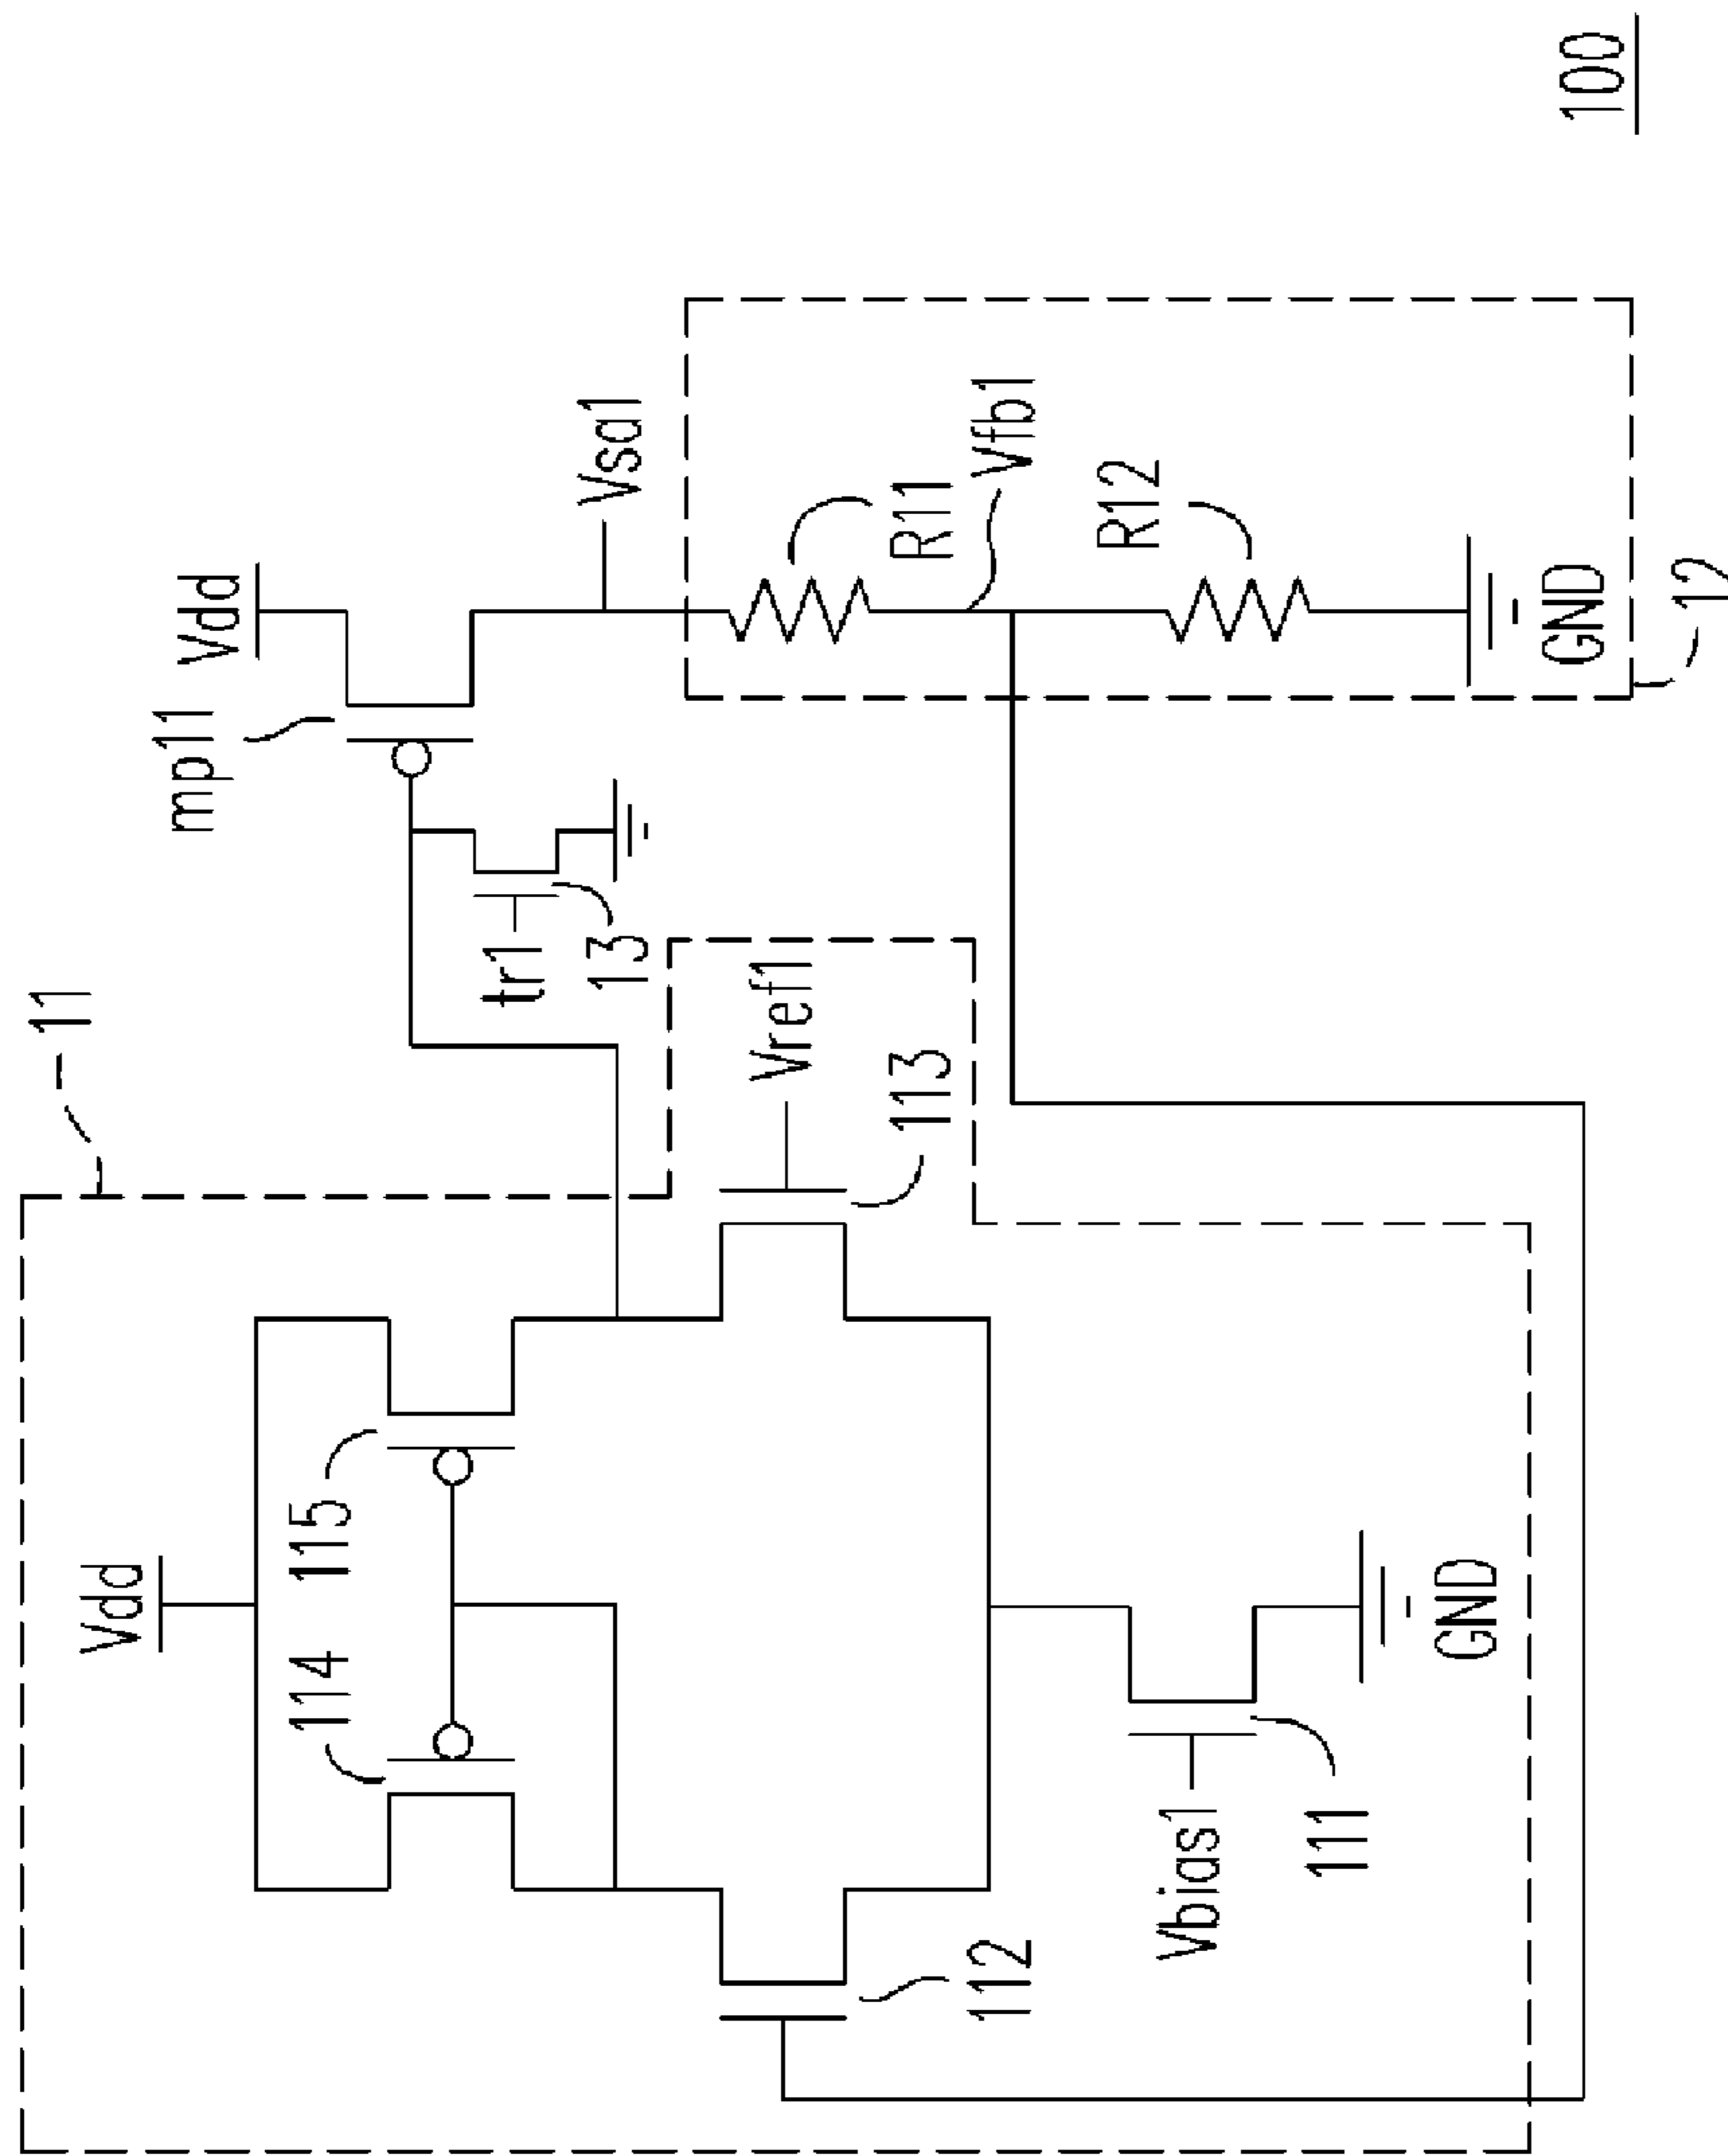 11
Vdd
114
115
112
Vbias1
111
GND
Vref1
113
tr1
13
mp11
Vdd
Vsa1
R11
Vfb1
R12
GND
12
100